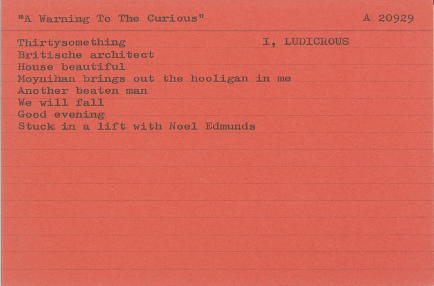 "A Warning To The Curious" A 20929
Thirtysomething I, LUDICROUS
Britische architect
House beautiful
Moynihan brings out the hooligan in me
Another beaten man
We will fall
Good evening
Stuck in a lift with Noel Edmunds